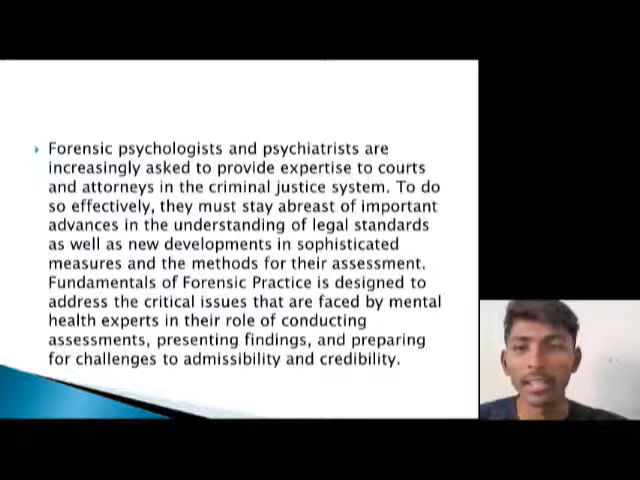 Forensic psychologists and psychiatrists are
increasingly asked to provide expertise to courts
and attorneys in the criminal justice system. To do
so effectively, they must stay abreast of important
advances in the understanding of legal standards
as well as new developments in sophisticated
measures and the methods for their assessment.
Fundamentals of Forensic Practice is designed to
address the critical issues that are faced by mental
health experts in their role of conducting
assessments, presenting findings, and preparing
for challenges to admissibility and credibility.